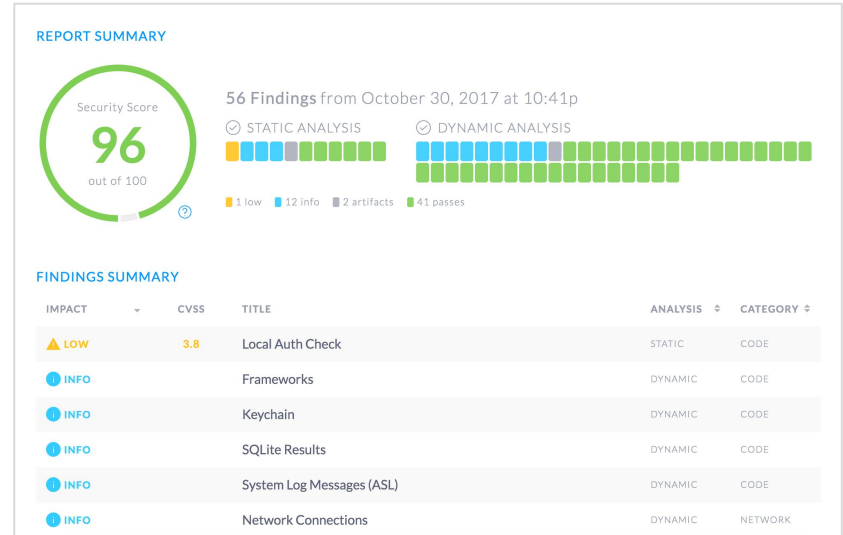 REPORT SUMMARY
Security Score
96
out of 100
?
56 Findings from October 30, 2017 at 10:41p
STATIC ANALYSIS
DYNAMIC ANALYSIS
1 low 12 info 2 artifacts 41 passes
FINDINGS SUMMARY
IMPACT CVSS TITLE ANALYSIS CATEGORY
LOW 3.8 Local Auth Check STATIC CODE
INFO Frameworks DYNAMIC CODE
INFO Keychain DYNAMIC CODE
INFO SQLite Results DYNAMIC CODE
INFO System Log Messages (ASL) DYNAMIC CODE
INFO Network Connections DYNAMIC NETWORK